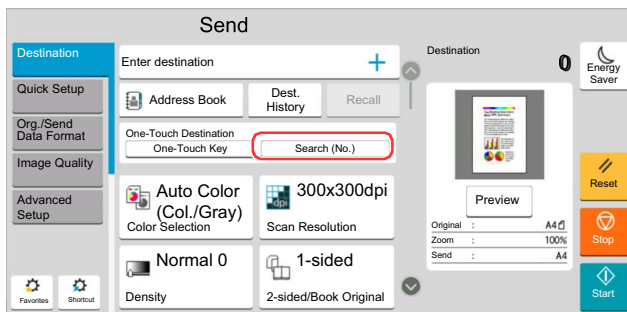 Send
Destination
Quick Setup
Org./Send
Data Format
Image Quality
Advanced
Setup
Favorites
Shortcut
Enter destination
Address Book
Dest.
History
Recall
One-Touch Destination
One-Touch Key
Search (No.)
Auto Color
(Col./Gray)
Color Selection
dpi
300x300dpi
Scan Resolution
Normal 0
Density
1-sided
2-sided/Book Original
Destination
0
Preview
Original : A4
Zoom : 100%
Send : A4
Energy
Saver
Reset
Stop
Start